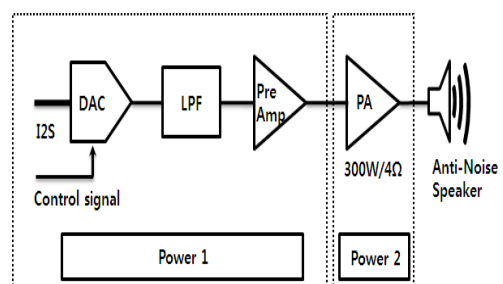 DAC
LPF
Pre
Amp
PA
I2S
300W/4Ω
Anti-Noise
Speaker
Control signal
Power 1
Power 2